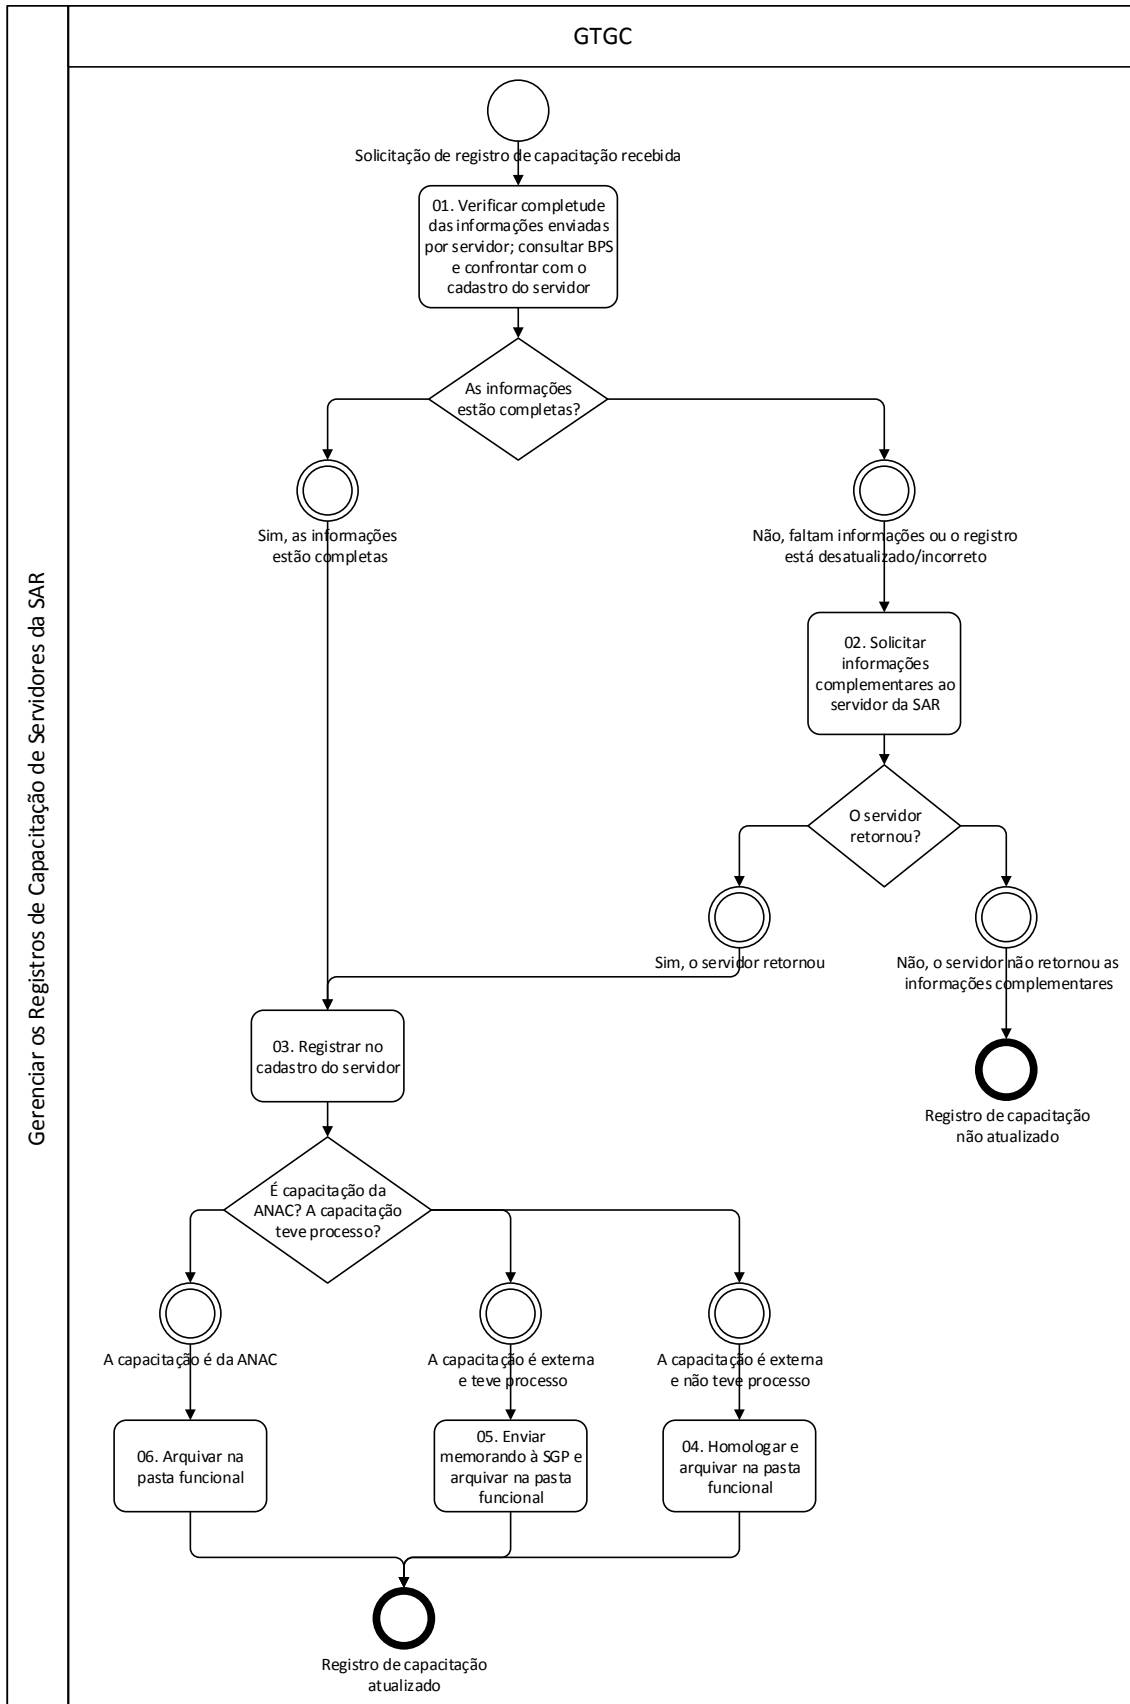 Gerenciar os Registros de Capacitação de Servidores da SAR
GTGC
Solicitação de registro de capacitação recebida
01. Verificar completude
das informações enviadas
por servidor; consultar BPS
e confrontar com o
cadastro do servidor
As informações
estão completas?
Sim, as informações
estão completas
Não, faltam informações ou o registro
está desatualizado/incorreto
02. Solicitar
informações
complementares ao
servidor da SAR
O servidor
retornou?
Sim, o servidor retornou
Não, o servidor não retornou as
informações complementares
03. Registrar no
cadastro do servidor
Registro de capacitação
não atualizado
É capacitação da
ANAC? A capacitação
teve processo?
A capacitação é da ANAC
A capacitação é externa
e teve processo
A capacitação é externa
e não teve processo
06. Arquivar na
pasta funcional
05. Enviar
memorando à SGP e
arquivar na pasta
funcional
04. Homologar e
arquivar na pasta
funcional
Registro de capacitação
atualizado